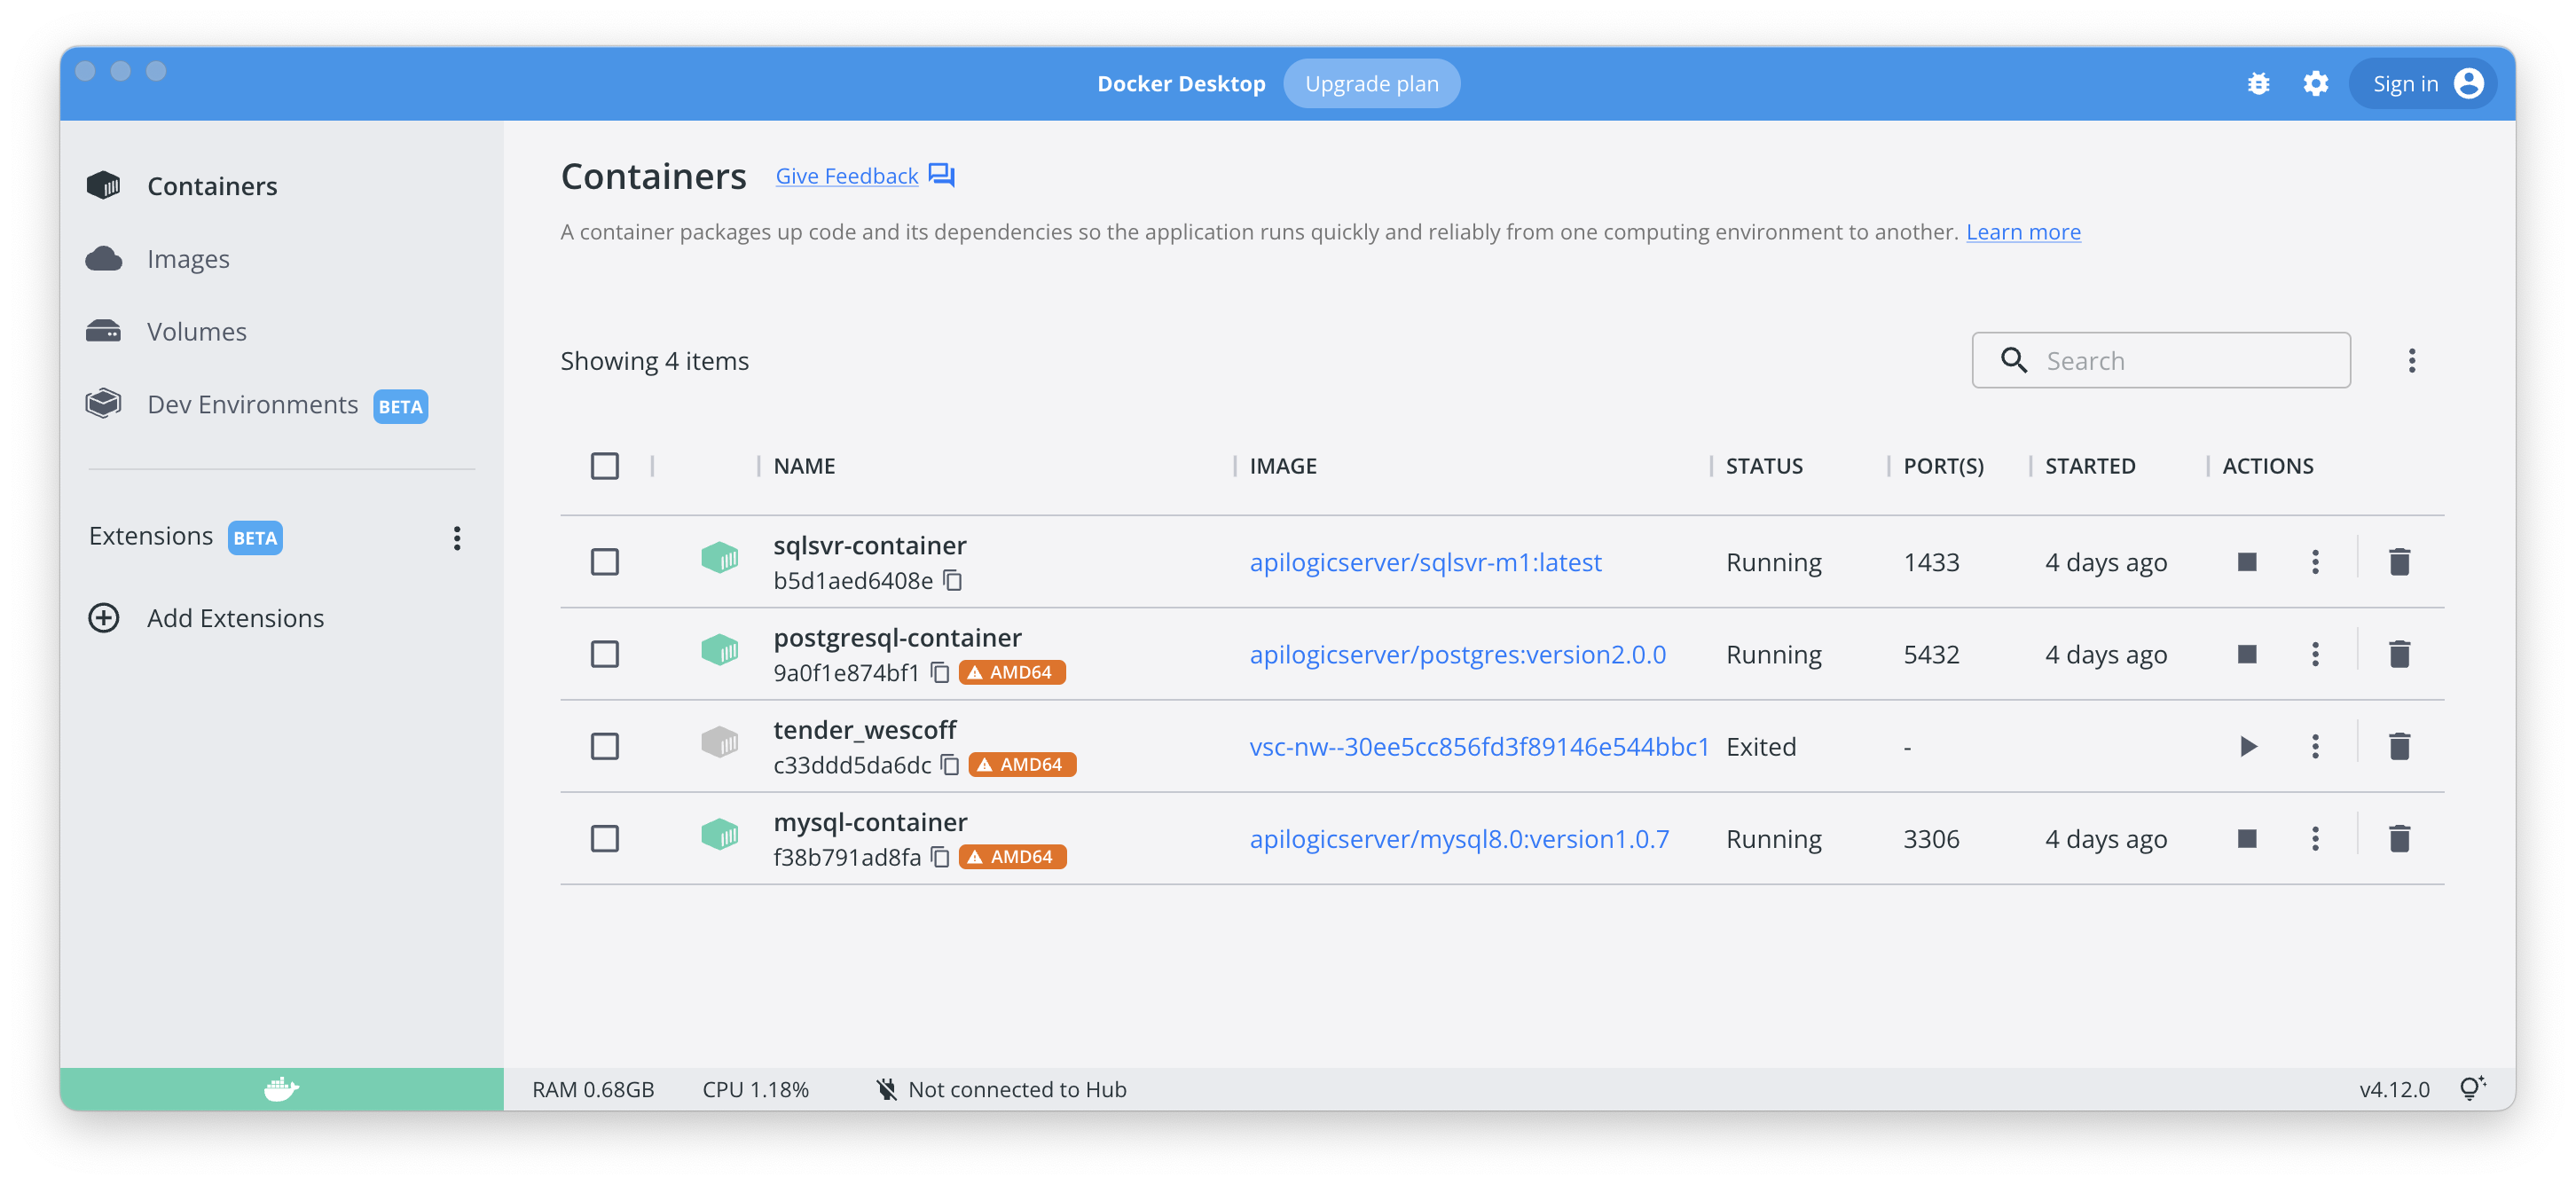 Docker Desktop Upgrade plan Sign in
Containers
Images
Volumes
Dev Environments BETA
Extensions BETA
Add Extensions
Containers Give Feedback
A container packages up code and its dependencies so the application runs quickly and reliably from one computing environment to another. Learn more
Showing 4 items Search
NAME IMAGE STATUS PORT(S) STARTED ACTIONS
sqlsvr-container
b5d1aed6408e
apilogicserver/sqlsvr-m1:latest Running 1433 4 days ago
postgresql-container
9a0f1e874bf1 AMD64
apilogicserver/postgres:version2.0.0 Running 5432 4 days ago
tender_wescoff
c33ddd5da6dc AMD64
vsc-nw--30ee5cc856fd3f89146e544bbc1 Exited -
mysql-container
f38b791ad8fa AMD64
apilogicserver/mysql8.0:version1.0.7 Running 3306 4 days ago
RAM 0.68GB CPU 1.18% Not connected to Hub v4.12.0